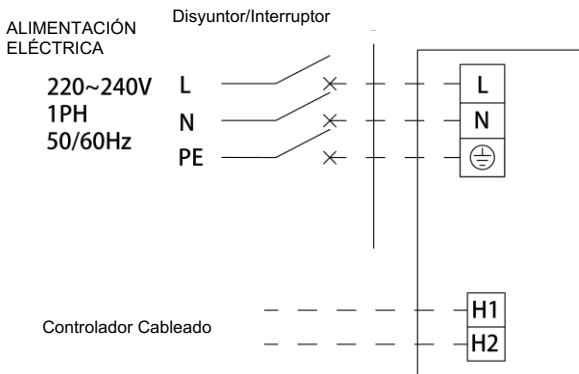 ALIMENTACIÓN
ELÉCTRICA
Disyuntor/Interruptor
220~240V
1PH
50/60Hz
L
N
PE
L
N
Controlador Cableado
H1
H2